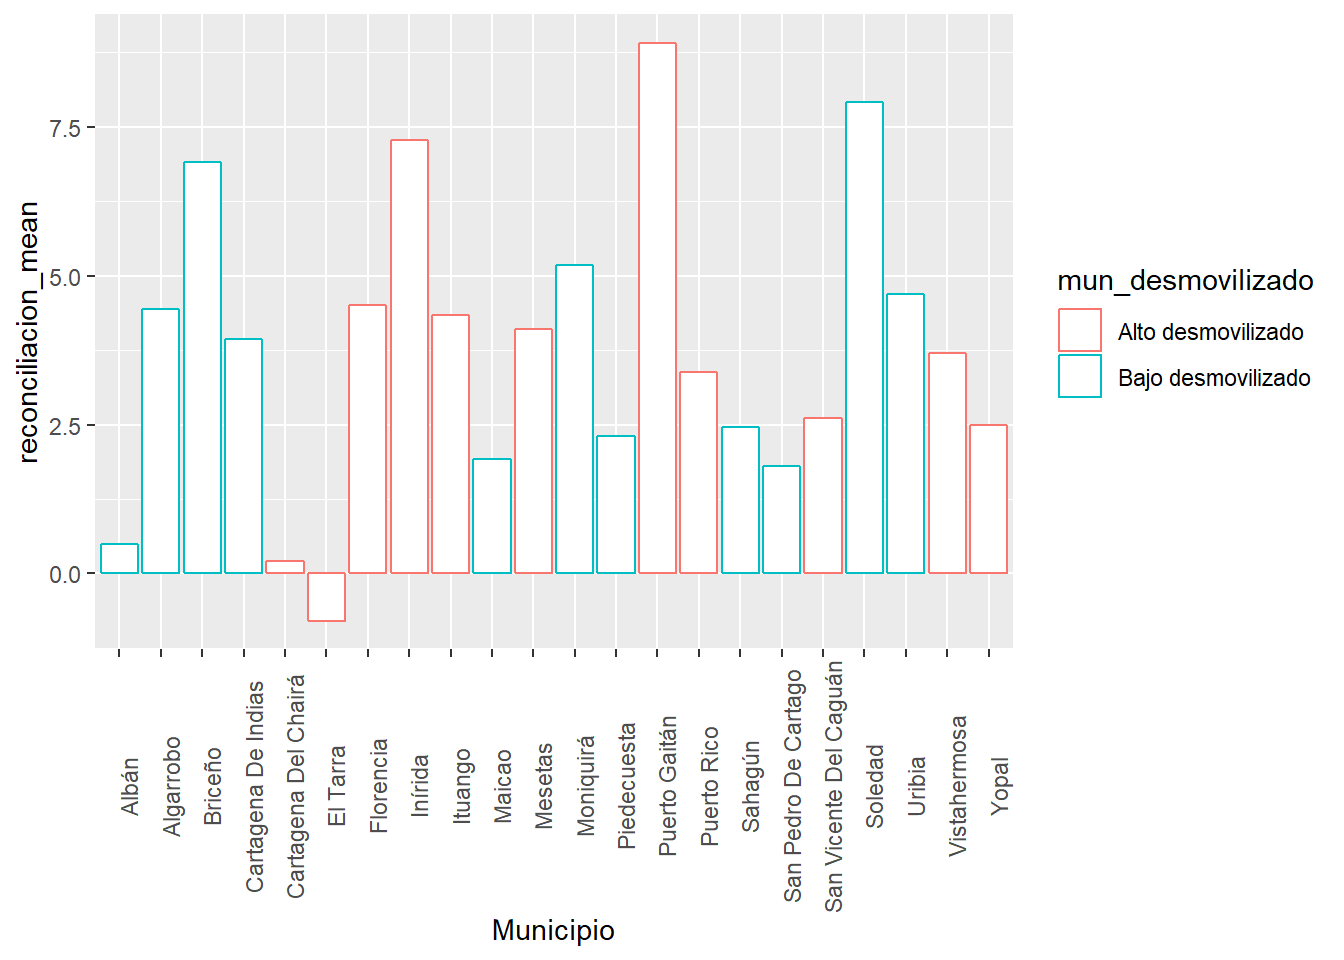 reconciliacion_mean
7.5
5.0
2.5
0.0
Albán
Algarrobo
Briceño
Cartagena De Indias
Cartagena Del Chairá
El Tarra
Florencia
Inírida
Ituango
Maicao
Mesetas
Moniquirá
Piedecuesta
Puerto Gaitán
Puerto Rico
Sahagún
San Pedro De Cartago
San Vicente Del Caguán
Soledad
Uribia
Vistahermosa
Yopal
Municipio
mun_desmovilizado
Alto desmovilizado
Bajo desmovilizado